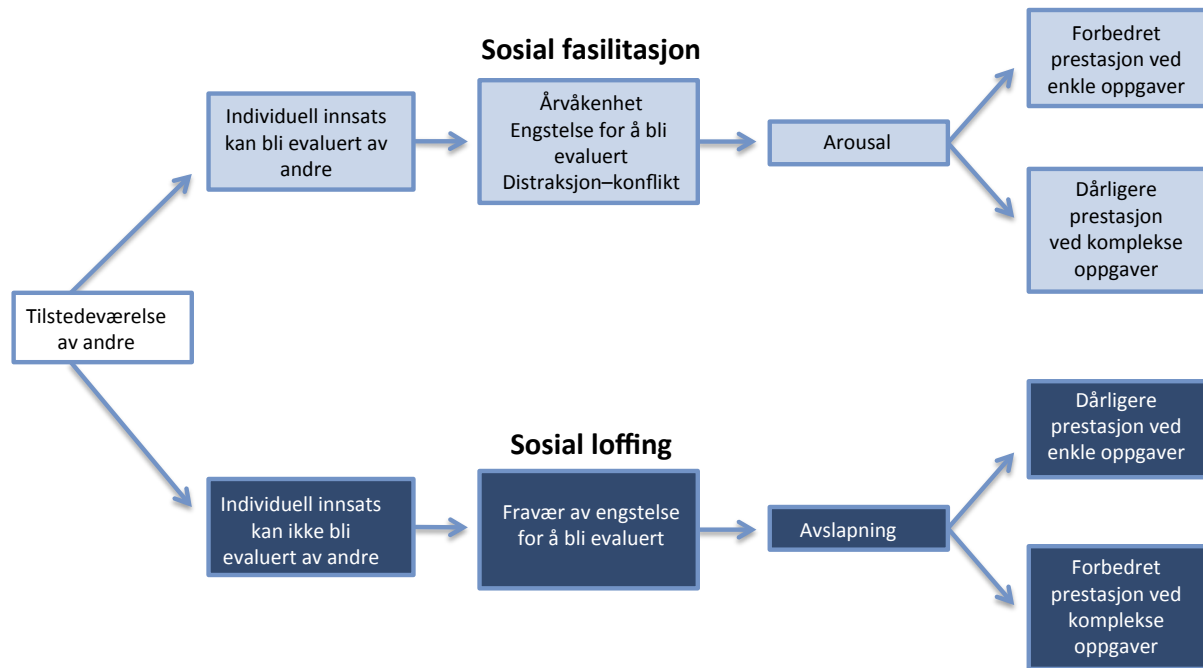 Sosial fasilitasjon
Tilstedeværelse
av andre
Individuell innsats
kan bli evaluert av
andre
Årvåkenhet
Engstelse for å bli
evaluert
Distraksjon–konflikt
Arousal
Forbedret
prestasjon ved
enkle oppgaver
Dårligere
prestasjon
ved komplekse
oppgaver
Sosial loffing
Individuell innsats
kan ikke bli
evaluert av andre
Fravær av engstelse
for å bli evaluert
Avslapning
Dårligere
prestasjon ved
enkle oppgaver
Forbedret
prestasjon ved
komplekse
oppgaver